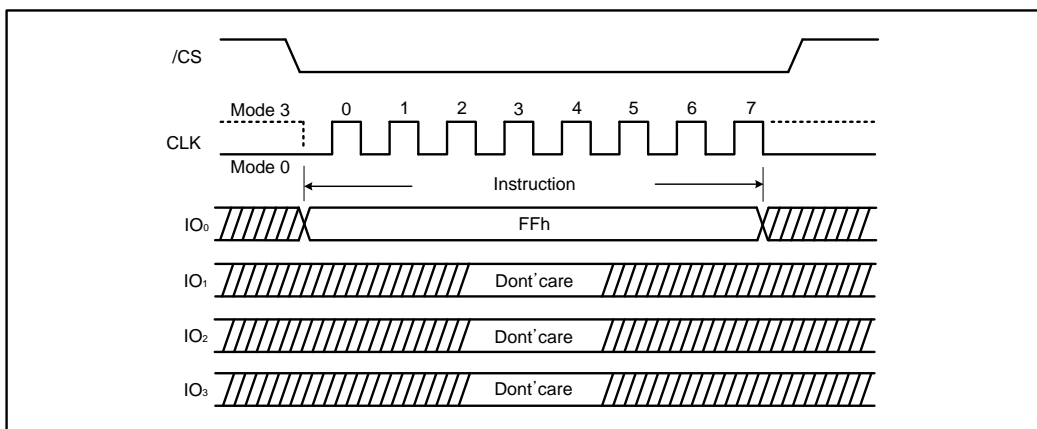 /CS
Mode 3 0 1 2 3 4 5 6 7
CLK
Mode 0
Instruction
IO₀ FFh
IO₁ Dont'care
IO₂ Dont'care
IO₃ Dont'care